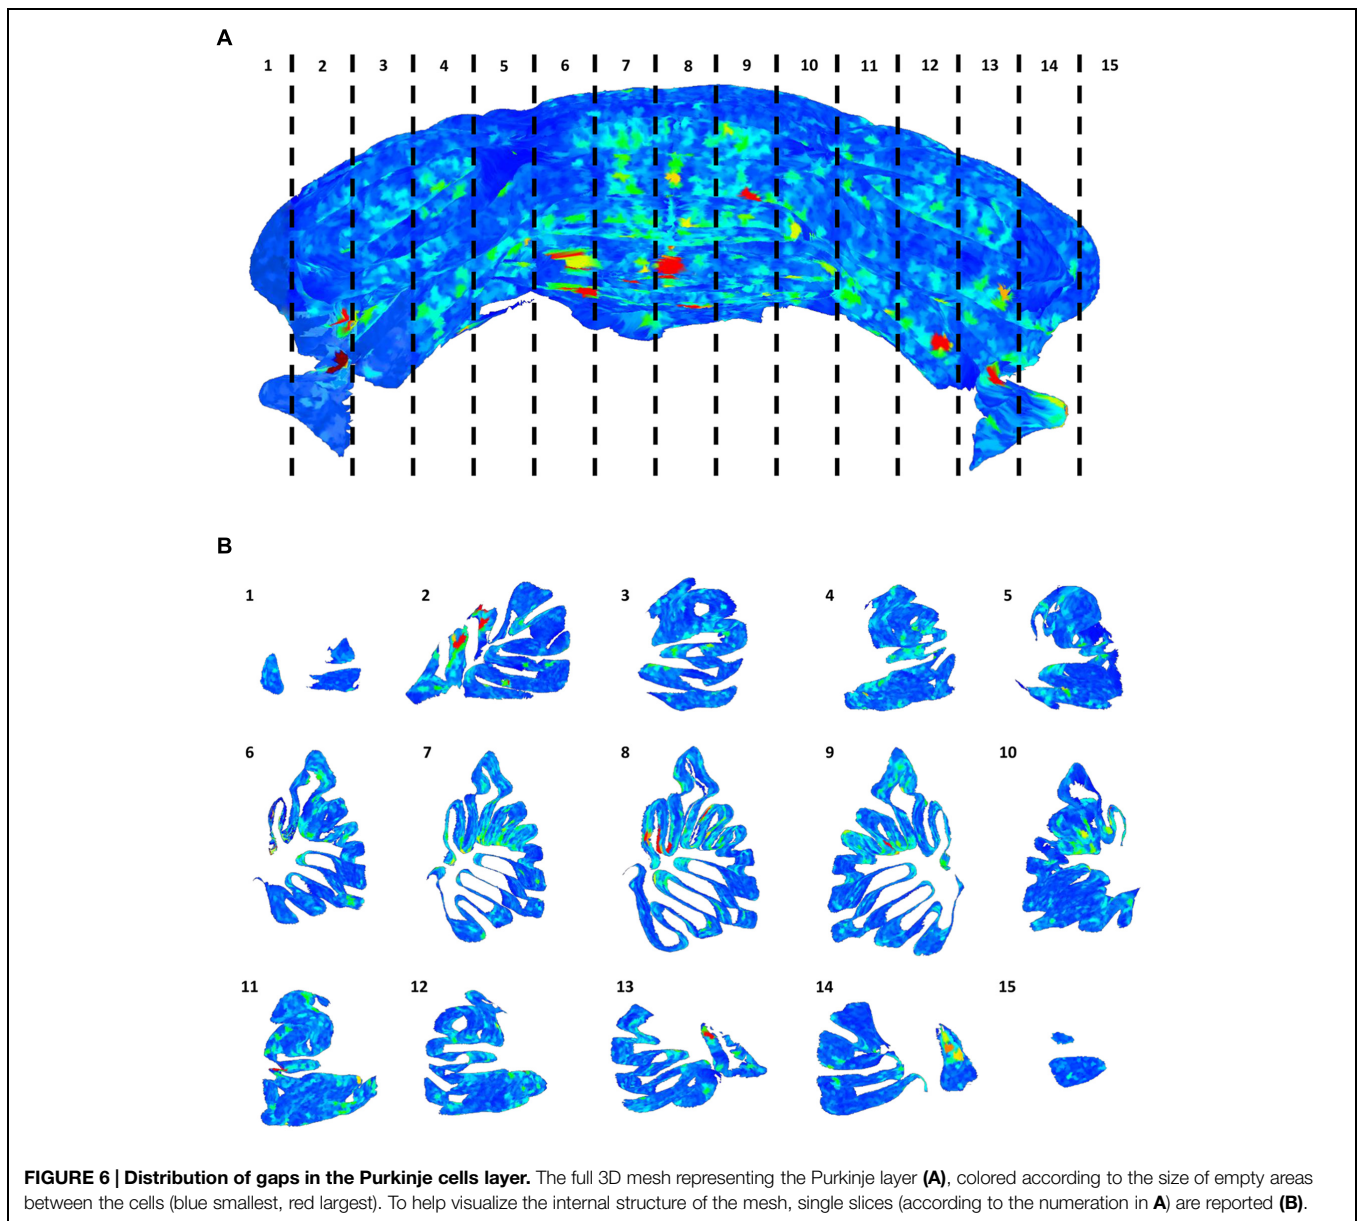 A
1 2 3 4 5 6 7 8 9 10 11 12 13 14 15
B
1 2 3 4 5
6 7 8 9 10
11 12 13 14 15
FIGURE 6 | Distribution of gaps in the Purkinje cells layer. The full 3D mesh representing the Purkinje layer (A), colored according to the size of empty areas
between the cells (blue smallest, red largest). To help visualize the internal structure of the mesh, single slices (according to the numeration in A) are reported (B).